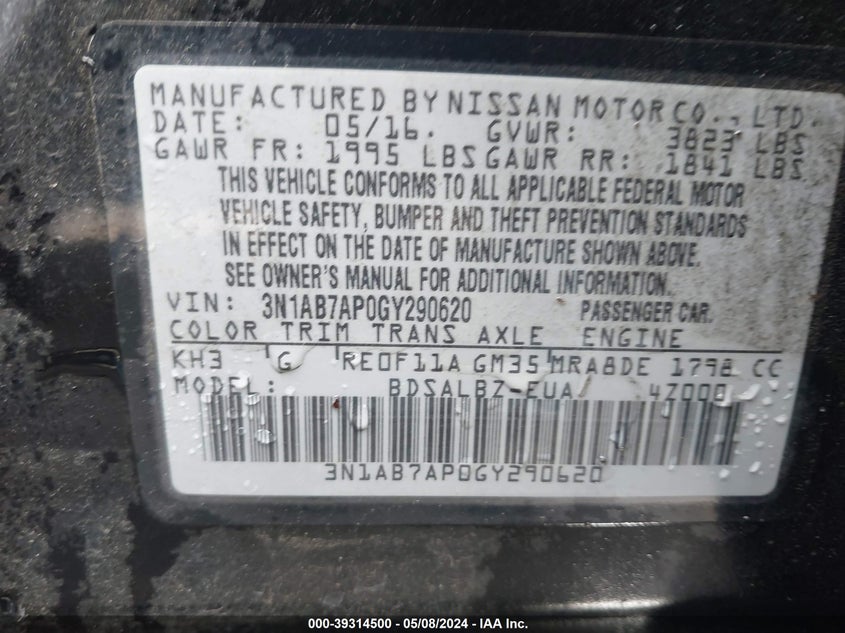 MANUFACTURED BY NISSAN MOTOR CO., LTD.
DATE: 05/16. GVWR: 3823 LBS
GAWR FR: 1995 LBS GAWR RR: 1841 LBS
THIS VEHICLE CONFORMS TO ALL APPLICABLE FEDERAL MOTOR
VEHICLE SAFETY, BUMPER AND THEFT PREVENTION STANDARDS
IN EFFECT ON THE DATE OF MANUFACTURE SHOWN ABOVE.
SEE OWNER'S MANUAL FOR ADDITIONAL INFORMATION.
VIN: 3N1AB7AP0GY290620 PASSENGER CAR.
COLOR TRIM TRANS AXLE ENGINE
KH3 G RE0F11A GM35 MRA8DE 1798 CC
MODEL: BDSALBZ-EUA 4Z000
3N1AB7AP0GY290620
000-39314500 - 05/08/2024 - IAA Inc.